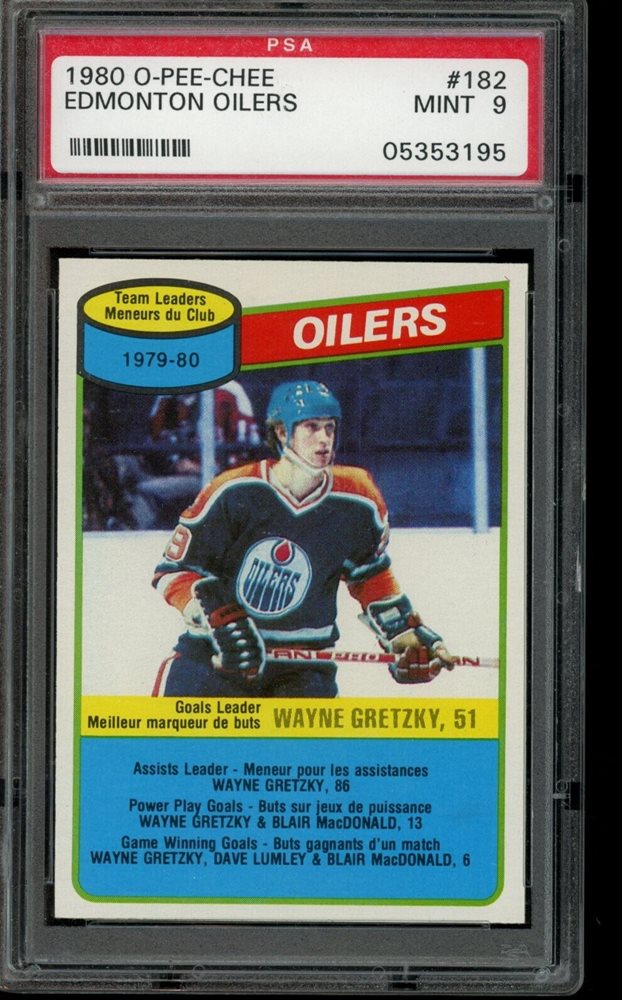 PSA
1980 O-PEE-CHEE #182
EDMONTON OILERS MINT 9
05353195
Team Leaders
Meneurs du Club
1979-80
OILERS
9 9
OILERS
Goals Leader
Meilleur marqueur de buts WAYNE GRETZKY, 51
Assists Leader - Meneur pour les assistances
WAYNE GRETZKY, 86
Power Play Goals - Buts sur jeux de puissance
WAYNE GRETZKY & BLAIR MacDONALD, 13
Game Winning Goals - Buts gagnants d'un match
WAYNE GRETZKY, DAVE LUMLEY & BLAIR MacDONALD, 6